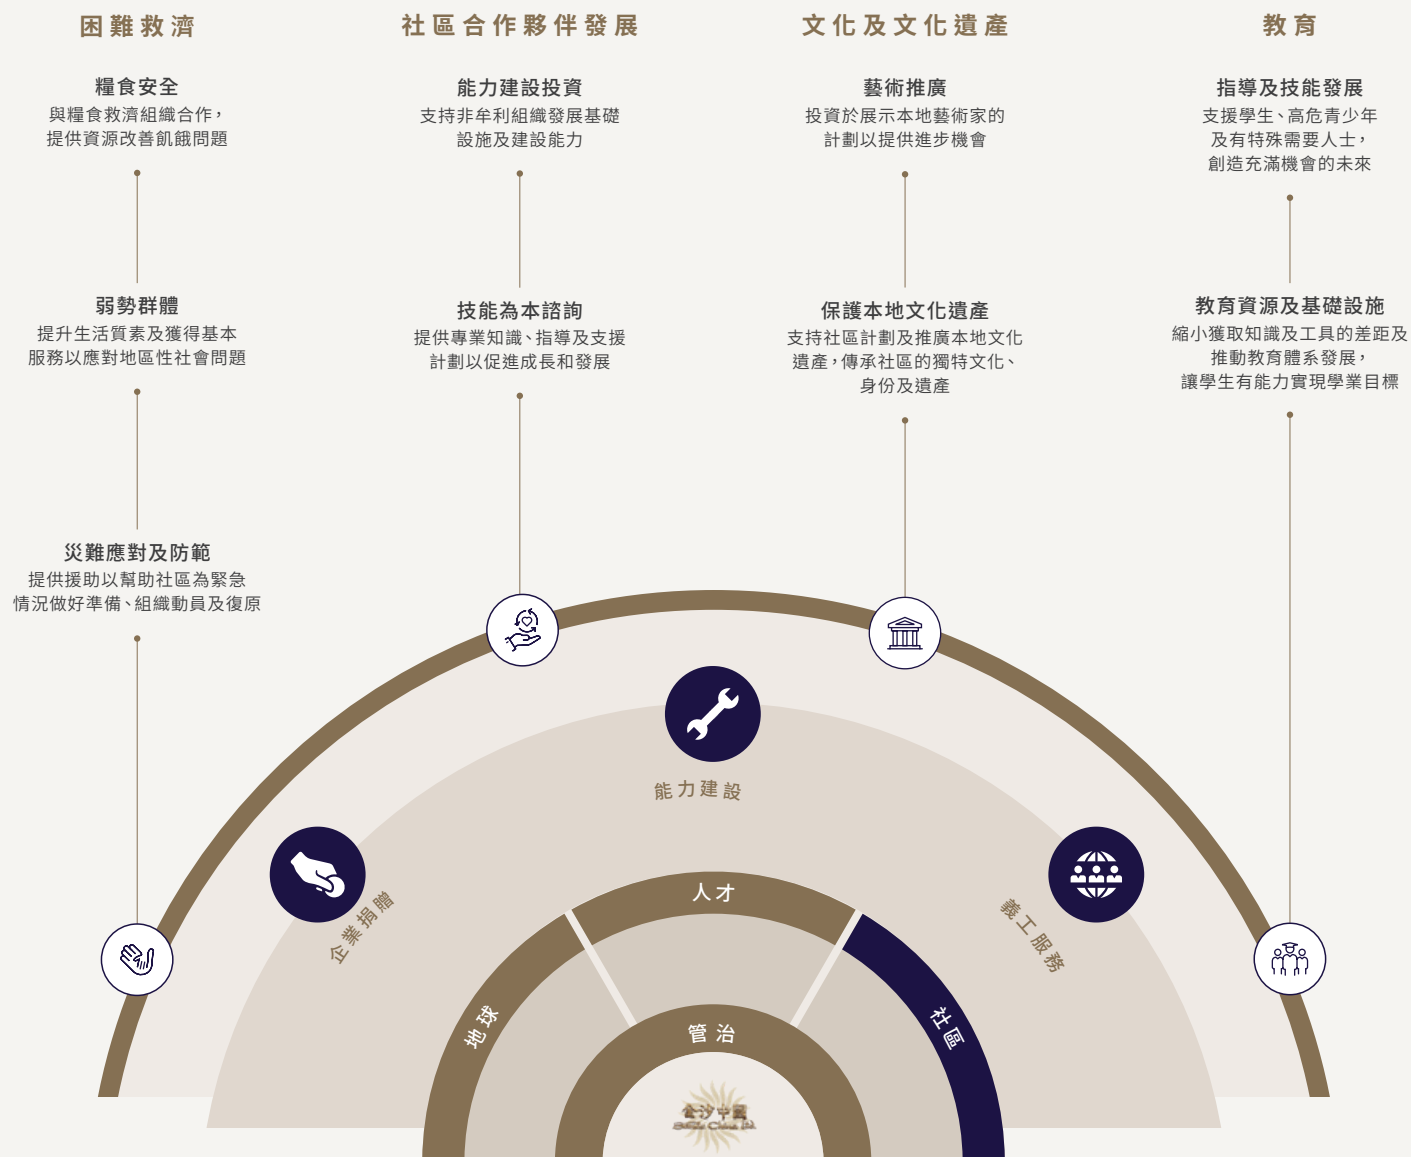 困難救濟
糧食安全
與糧食救濟組織合作，
提供資源改善飢餓問題
弱勢群體
提升生活質素及獲得基本
服務以應對地區性社會問題
災難應對及防範
提供援助以幫助社區為緊急
情況做好準備、組織動員及復原
社區合作夥伴發展
能力建設投資
支持非牟利組織發展基礎
設施及建設能力
技能為本諮詢
提供專業知識、指導及支援
計劃以促進成長和發展
文化及文化遺產
藝術推廣
投資於展示本地藝術家的
計劃以提供進步機會
保護本地文化遺產
支持社區計劃及推廣本地文化
遺產，傳承社區的獨特文化、
身份及遺產
教育
指導及技能發展
支援學生、高危青少年
及有特殊需要人士，
創造充滿機會的未來
教育資源及基礎設施
縮小獲取知識及工具的差距及
推動教育體系發展，
讓學生有能力實現學業目標
能力建設
企業捐贈
義工服務
人才
地球
社區
管治
金沙中國